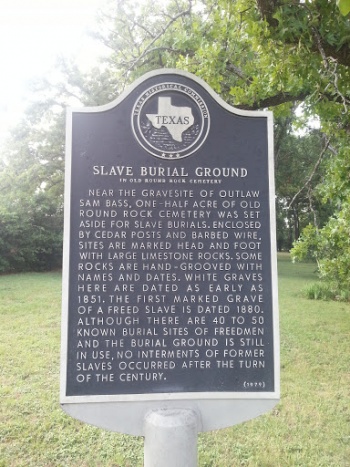 TEXAS HISTORICAL COMMISSION
TEXAS
SLAVE BURIAL GROUND
IN OLD ROUND ROCK CEMETERY
NEAR THE GRAVESITE OF OUTLAW
SAM BASS, ONE-HALF ACRE OF OLD
ROUND ROCK CEMETERY WAS SET
ASIDE FOR SLAVE BURIALS. ENCLOSED
BY CEDAR POSTS AND BARBED WIRE,
SITES ARE MARKED HEAD AND FOOT
WITH LARGE LIMESTONE ROCKS. SOME
ROCKS ARE HAND-GROOVED WITH
NAMES AND DATES. WHITE GRAVES
HERE ARE DATED AS EARLY AS
1851. THE FIRST MARKED GRAVE
OF A FREED SLAVE IS DATED 1880.
ALTHOUGH THERE ARE 40 TO 50
KNOWN BURIAL SITES OF FREEDMEN
AND THE BURIAL GROUND IS STILL
IN USE, NO INTERMENTS OF FORMER
SLAVES OCCURRED AFTER THE TURN
OF THE CENTURY.
(1979)